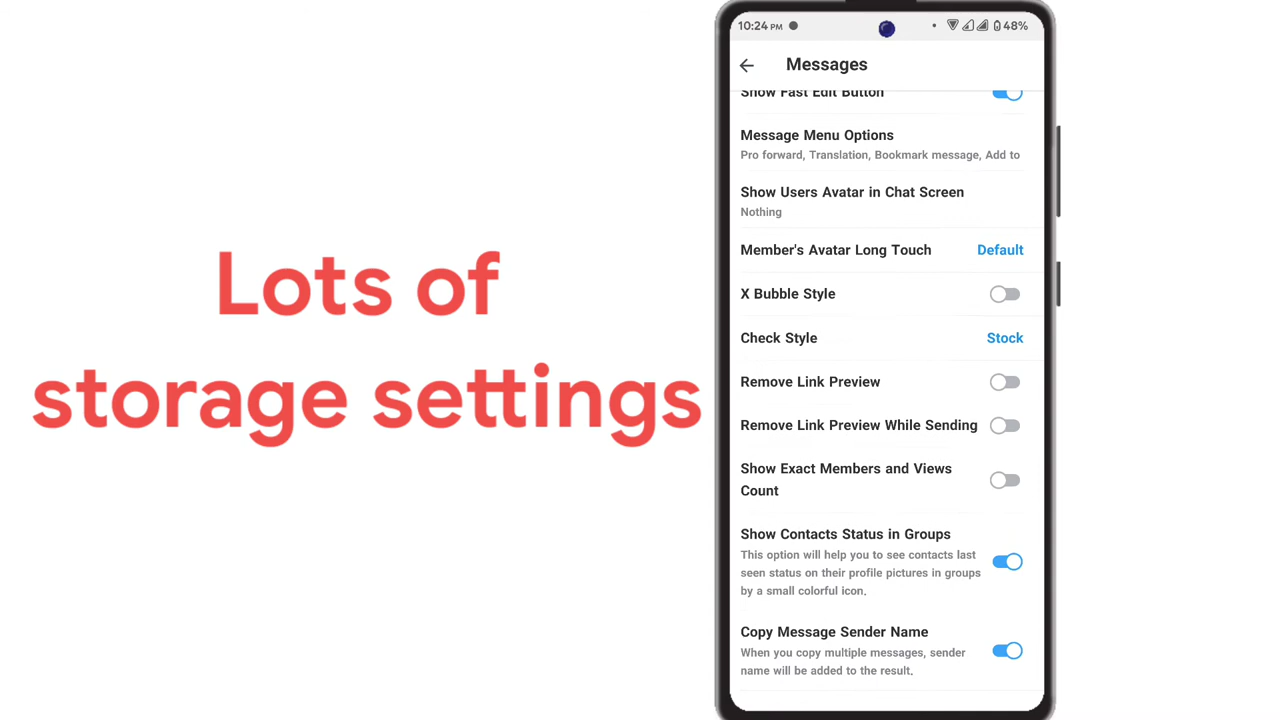 Lots of
storage settings
10:24 PM
48%
Messages
Show Fast Edit Button
Message Menu Options
Pro forward, Translation, Bookmark message, Add to
Show Users Avatar in Chat Screen
Nothing
Member's Avatar Long Touch Default
X Bubble Style
Check Style Stock
Remove Link Preview
Remove Link Preview While Sending
Show Exact Members and Views
Count
Show Contacts Status in Groups
This option will help you to see contacts last
seen status on their profile pictures in groups
by a small colorful icon.
Copy Message Sender Name
When you copy multiple messages, sender
name will be added to the result.